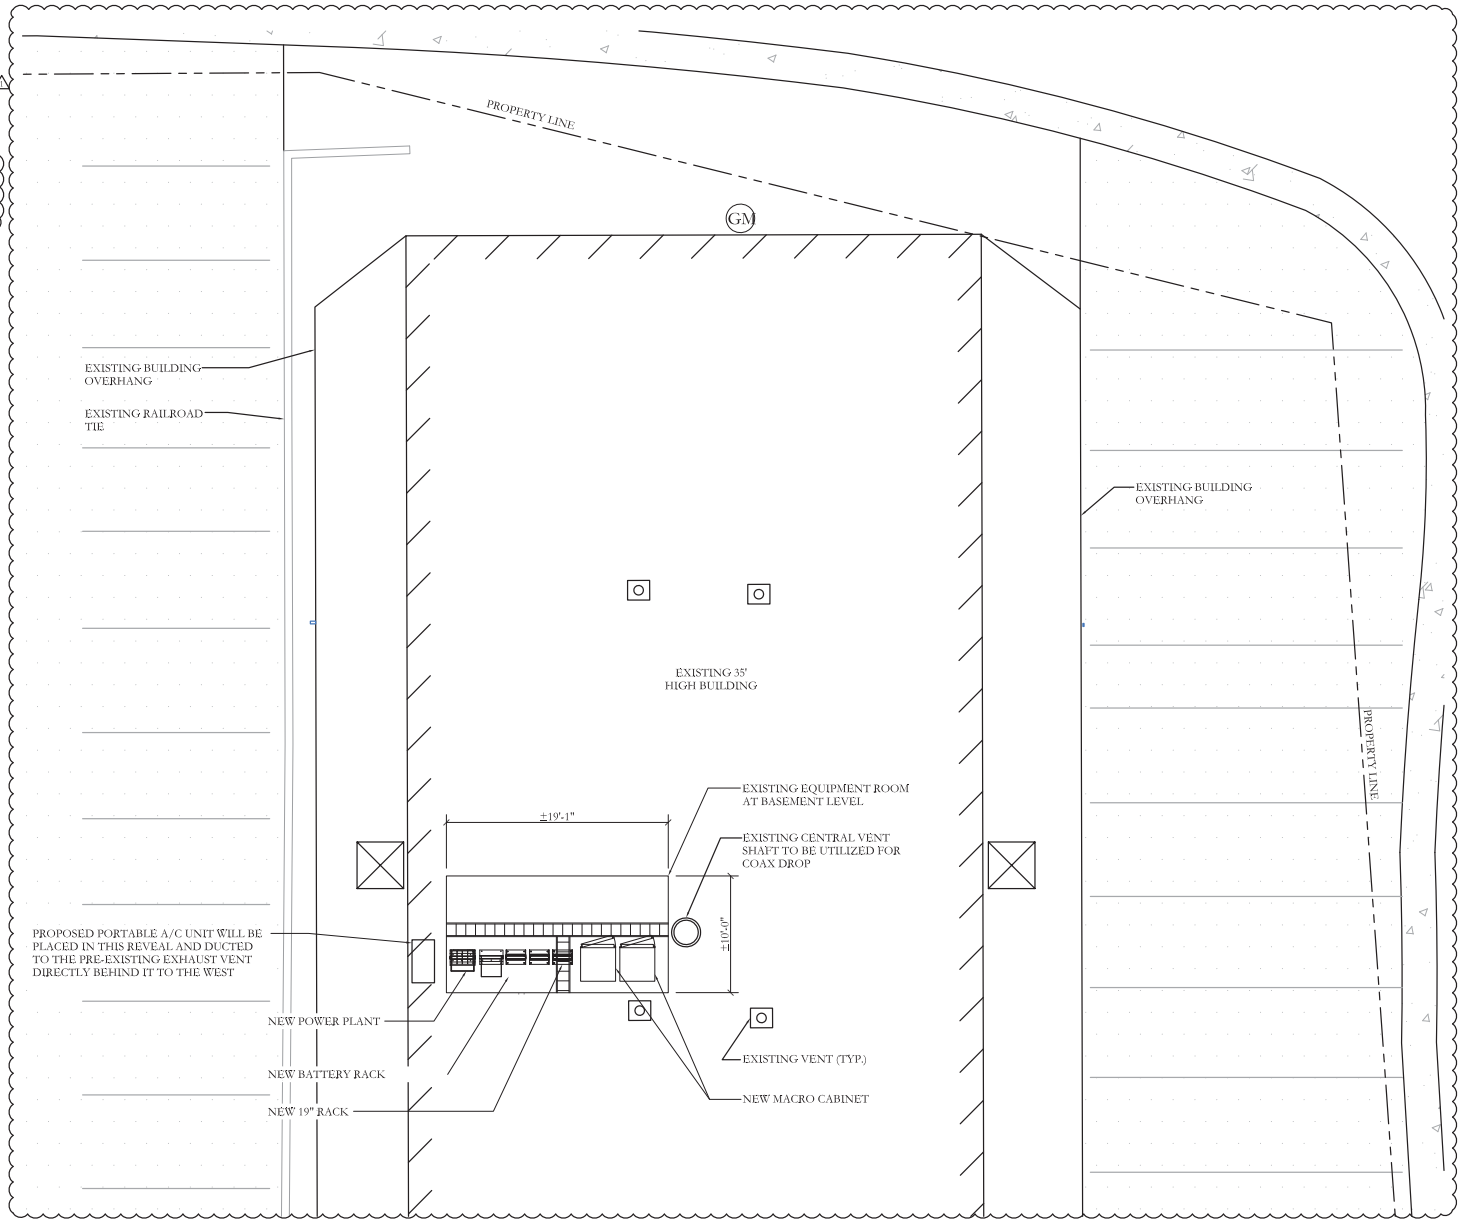 PROPERTY LINE
GM
EXISTING BUILDING
OVERHANG
EXISTING RAILROAD
TIE
EXISTING BUILDING
OVERHANG
EXISTING 35'
HIGH BUILDING
PROPERTY LINE
EXISTING EQUIPMENT ROOM
AT BASEMENT LEVEL
±19'-1"
EXISTING CENTRAL VENT
SHAFT TO BE UTILIZED FOR
COAX DROP
±10'-0"
PROPOSED PORTABLE A/C UNIT WILL BE
PLACED IN THIS REVEAL AND DUCTED
TO THE PRE-EXISTING EXHAUST VENT
DIRECTLY BEHIND IT TO THE WEST
NEW POWER PLANT
EXISTING VENT (TYP.)
NEW BATTERY RACK
NEW MACRO CABINET
NEW 19" RACK